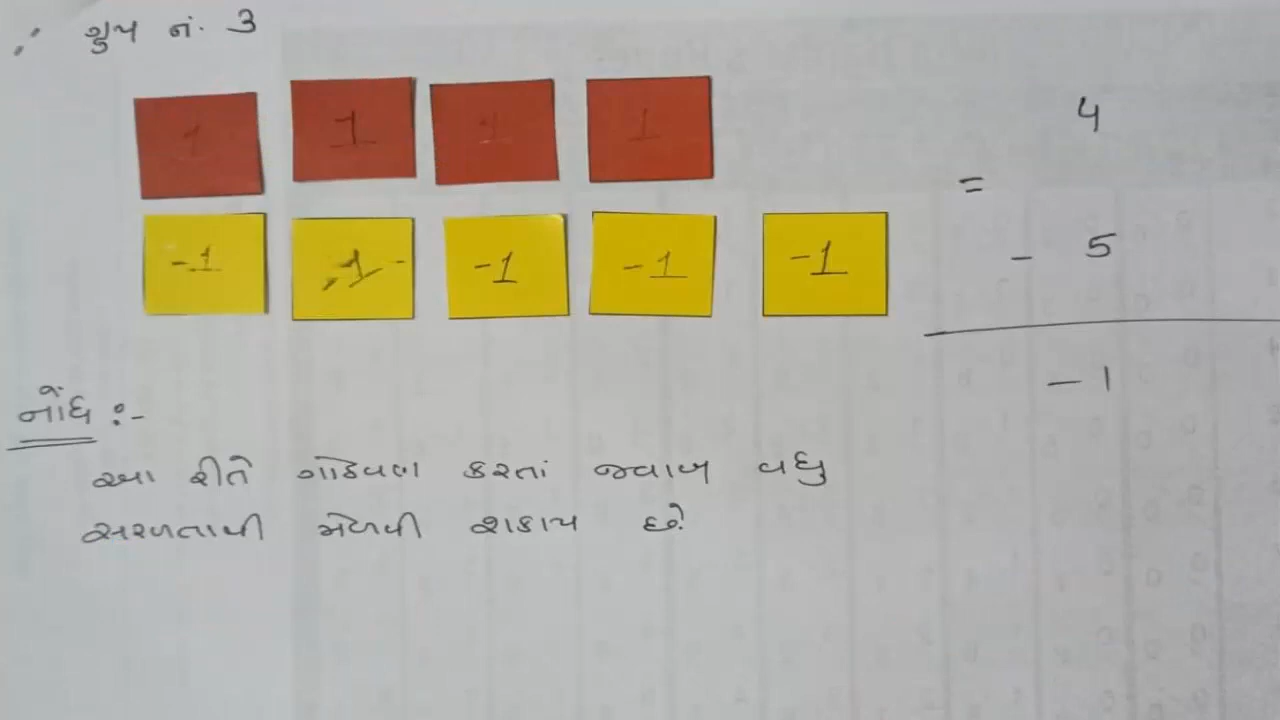 ∴ ગ્રુપ નં. 3
1 1 1 1
4
=
-1 -1 -1 -1 -1
- 5
- 1
નોંધ :-
આ રીતે ગોઠવણ કરતાં જવાબ વધુ
સરળતાથી મેળવી શકાય છે.